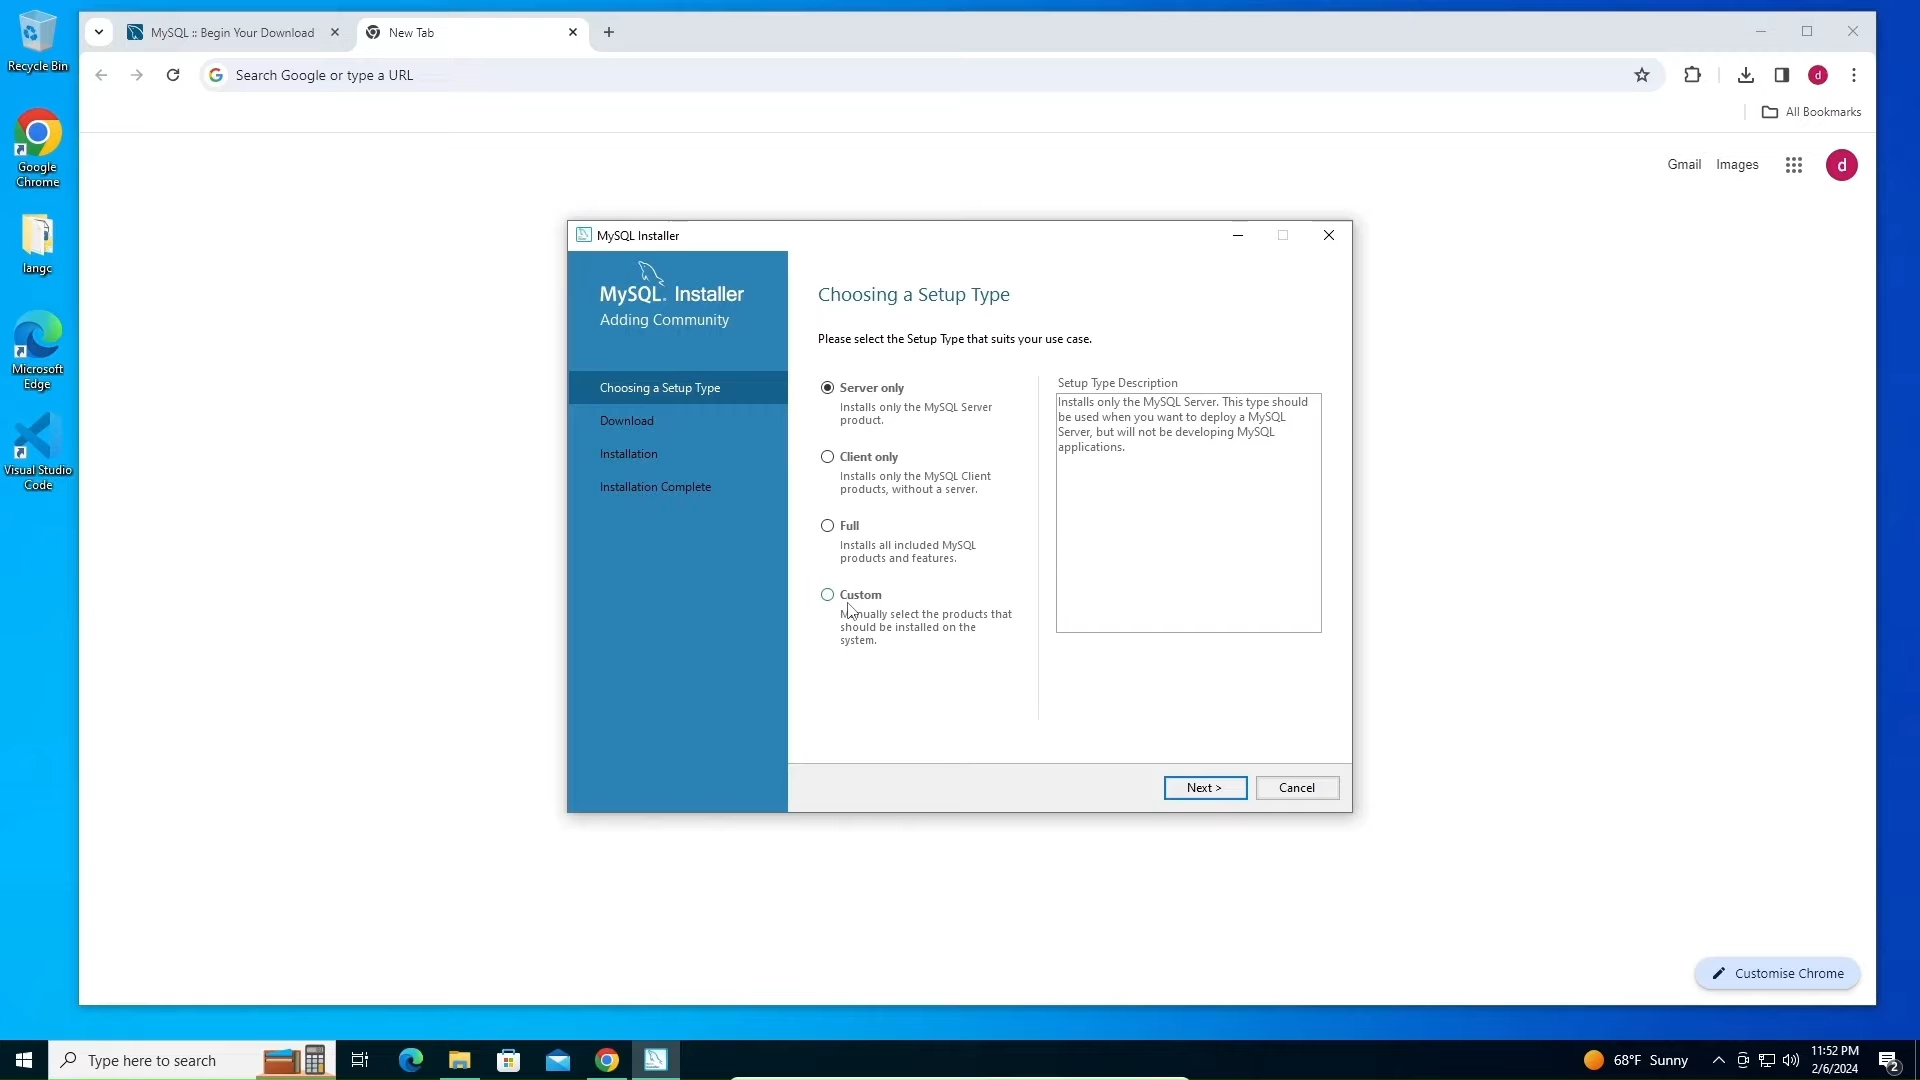 Recycle Bin
Google
Chrome
langc
Microsoft
Edge
Visual Studio
Code
MySQL :: Begin Your Download
New Tab
Search Google or type a URL
d
All Bookmarks
Gmail
Images
d
MySQL Installer
MySQL. Installer
Adding Community
Choosing a Setup Type
Download
Installation
Installation Complete
Choosing a Setup Type
Please select the Setup Type that suits your use case.
Server only
Installs only the MySQL Server
product.
Client only
Installs only the MySQL Client
products, without a server.
Full
Installs all included MySQL
products and features.
Custom
Manually select the products that
should be installed on the
system.
Setup Type Description
Installs only the MySQL Server. This type should
be used when you want to deploy a MySQL
Server, but will not be developing MySQL
applications.
Next >
Cancel
Customise Chrome
Type here to search
68°F Sunny
11:52 PM
2/6/2024
2